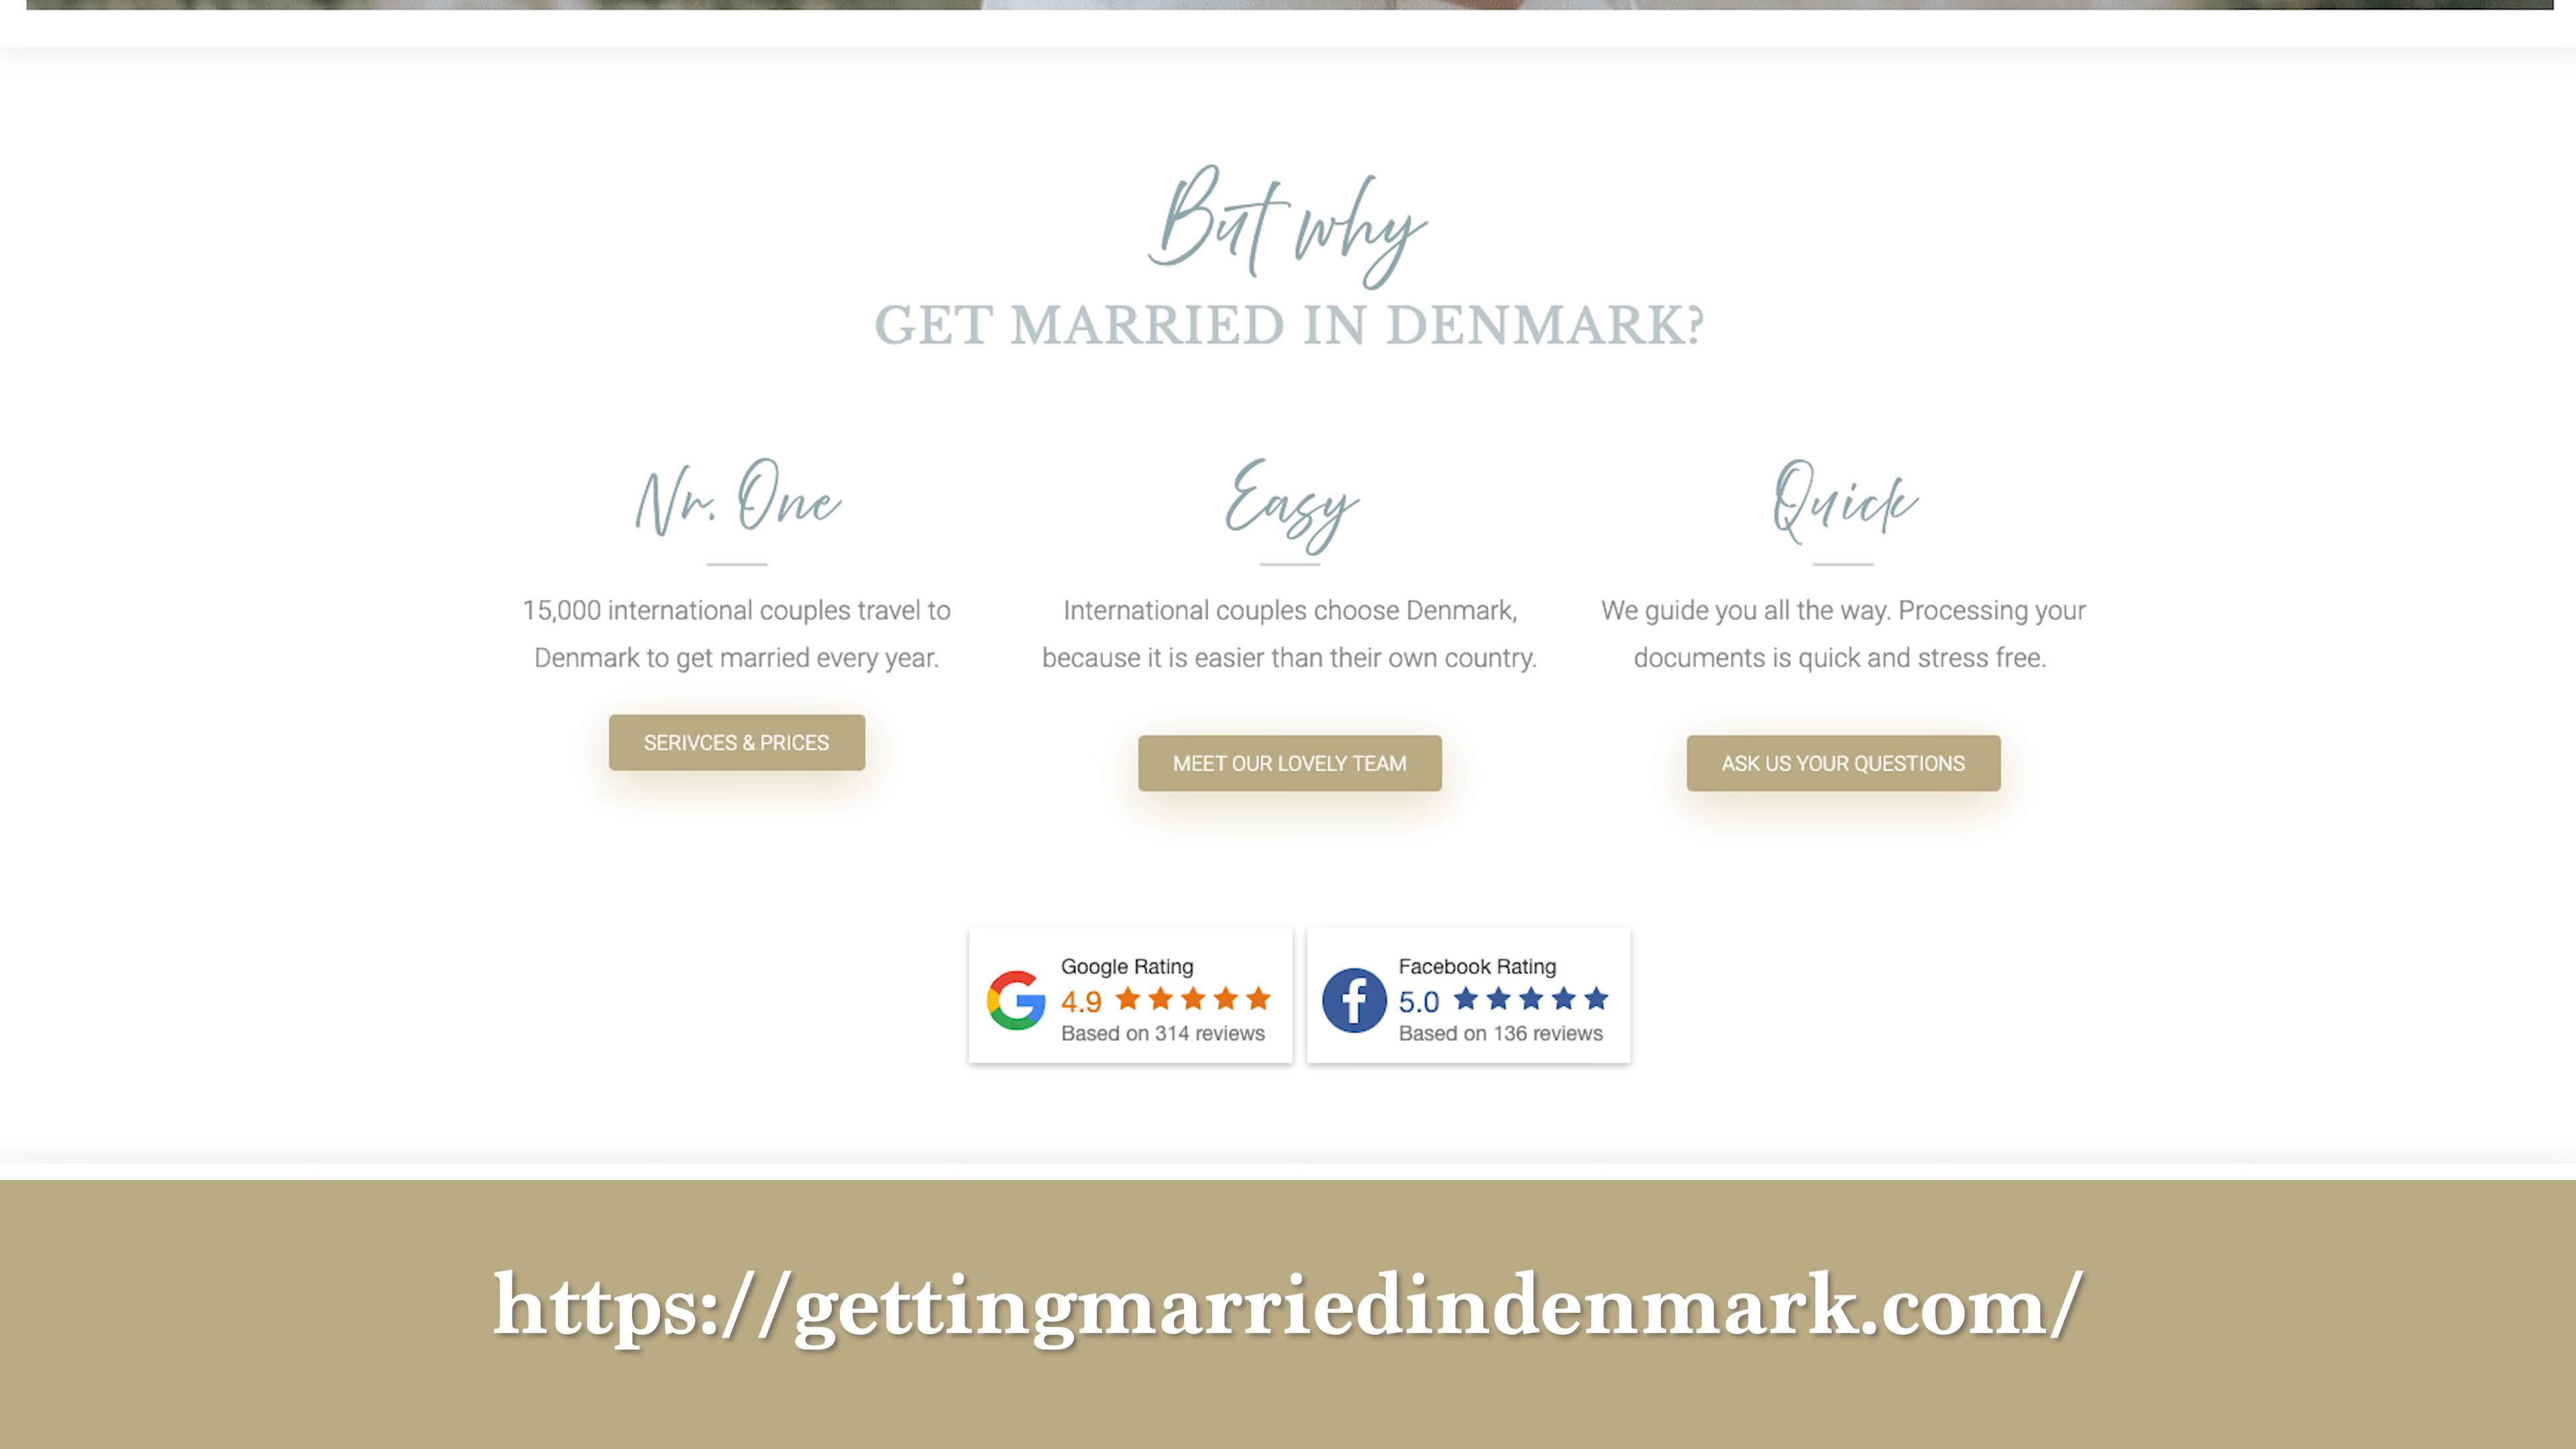 But why
GET MARRIED IN DENMARK?
Nr. One
15,000 international couples travel to
Denmark to get married every year.
SERIVCES & PRICES
Easy
International couples choose Denmark,
because it is easier than their own country.
MEET OUR LOVELY TEAM
Quick
We guide you all the way. Processing your
documents is quick and stress free.
ASK US YOUR QUESTIONS
Google Rating
4.9
Based on 314 reviews
Facebook Rating
5.0
Based on 136 reviews
https://gettingmarriedindenmark.com/